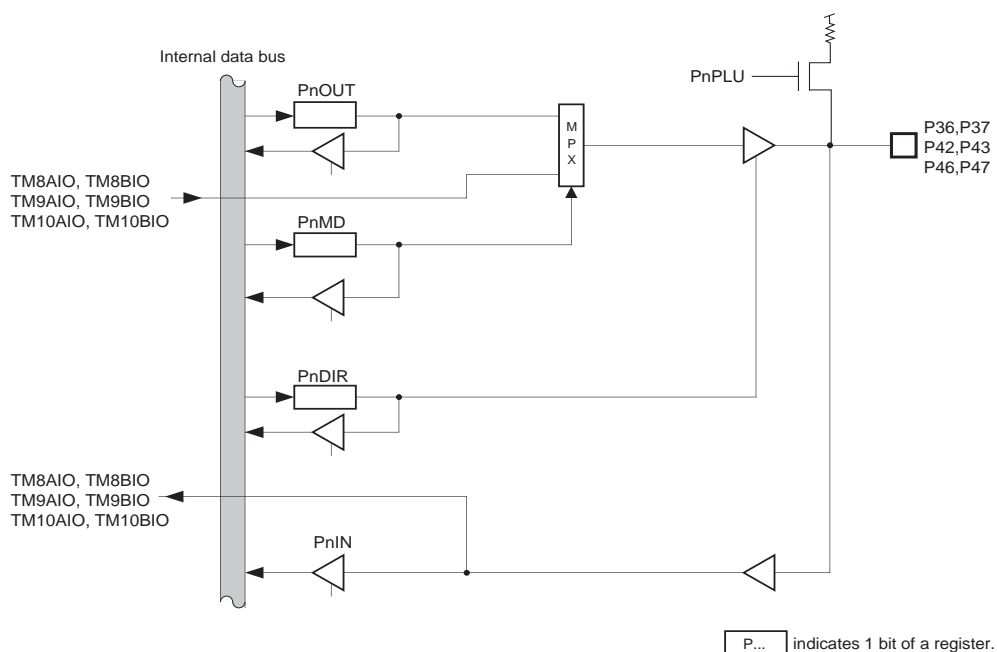 Internal data bus
PnPLU
PnOUT
M
P
X
P36,P37
P42,P43
P46,P47
TM8AIO, TM8BIO
TM9AIO, TM9BIO
TM10AIO, TM10BIO
PnMD
PnDIR
TM8AIO, TM8BIO
TM9AIO, TM9BIO
TM10AIO, TM10BIO
PnIN
P... indicates 1 bit of a register.